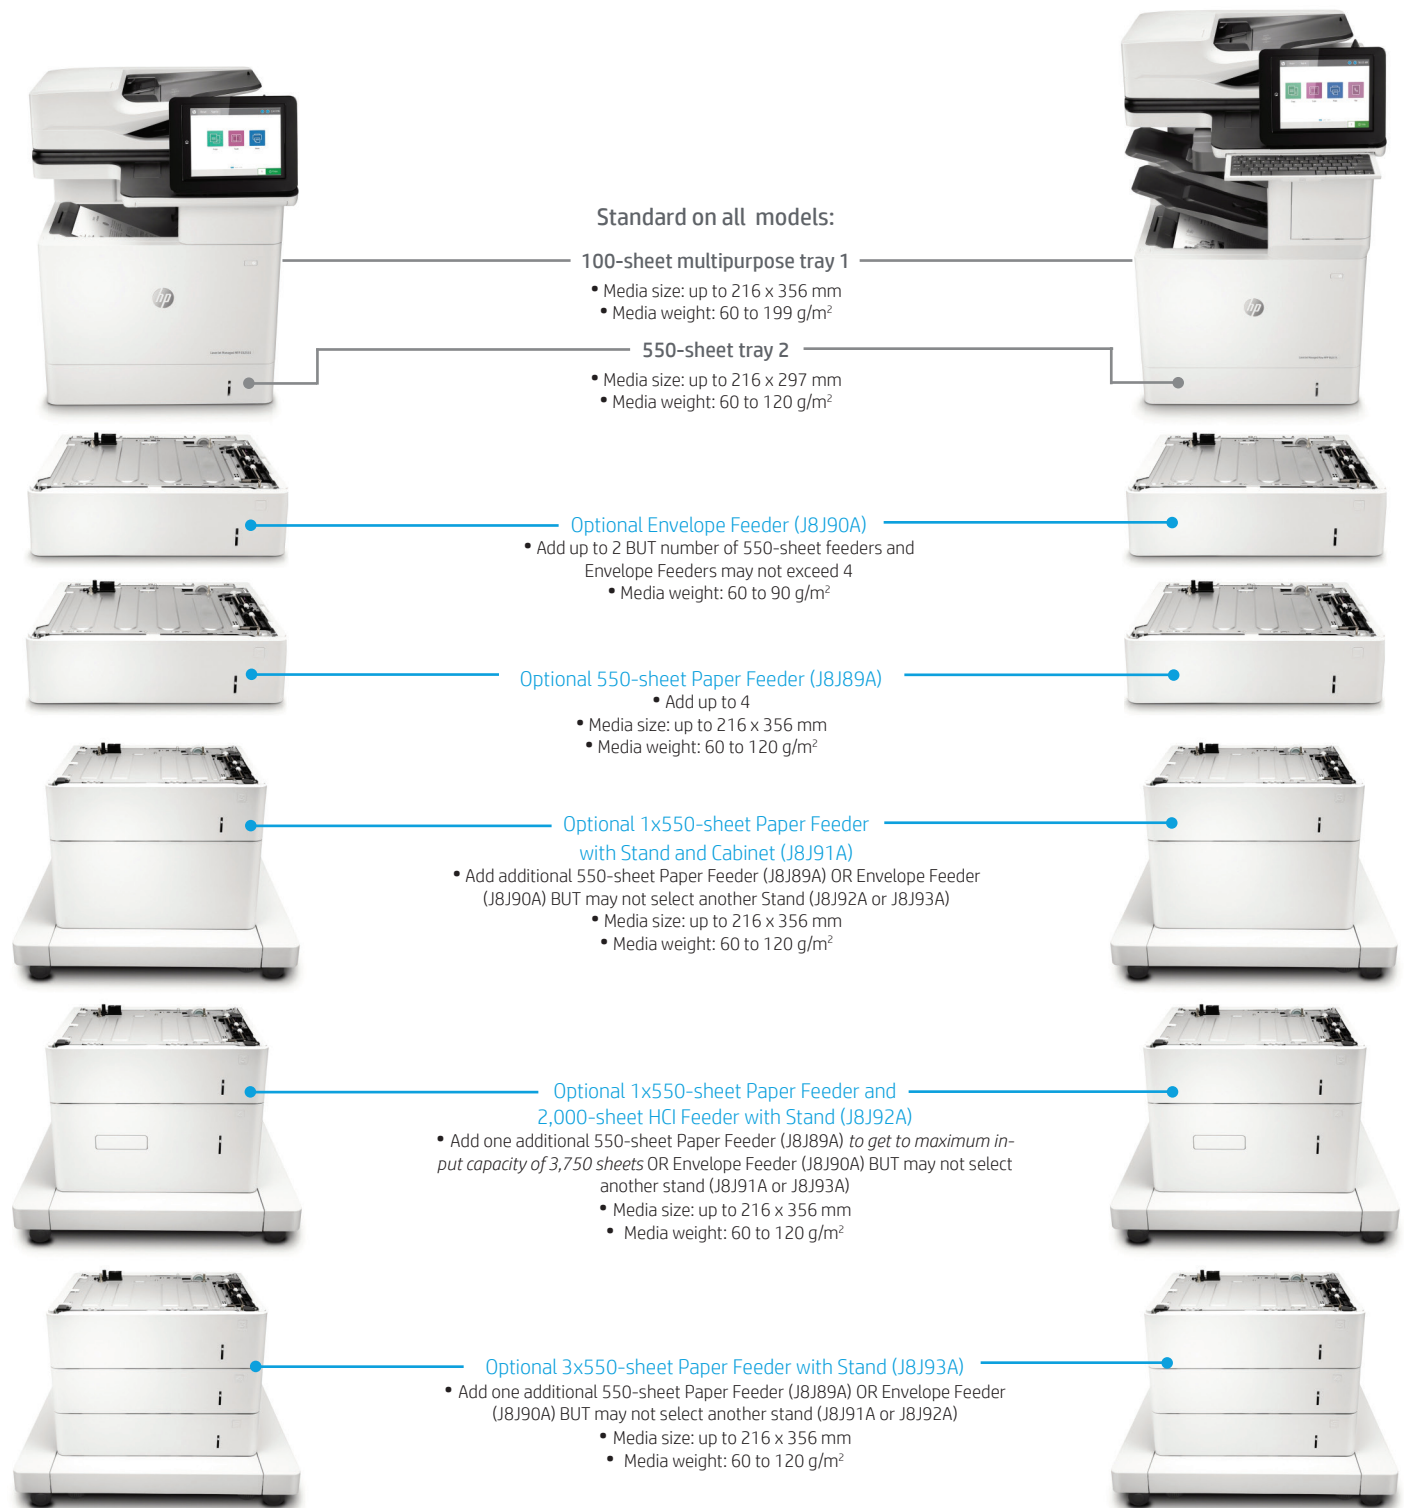 Standard on all models:
100-sheet multipurpose tray 1
• Media size: up to 216 x 356 mm
• Media weight: 60 to 199 g/m²
550-sheet tray 2
• Media size: up to 216 x 297 mm
• Media weight: 60 to 120 g/m²
hp
hp
Optional Envelope Feeder (J8J90A)
• Add up to 2 BUT number of 550-sheet feeders and
Envelope Feeders may not exceed 4
• Media weight: 60 to 90 g/m²
Optional 550-sheet Paper Feeder (J8J89A)
• Add up to 4
• Media size: up to 216 x 356 mm
• Media weight: 60 to 120 g/m²
Optional 1x550-sheet Paper Feeder
with Stand and Cabinet (J8J91A)
• Add additional 550-sheet Paper Feeder (J8J89A) OR Envelope Feeder
(J8J90A) BUT may not select another Stand (J8J92A or J8J93A)
• Media size: up to 216 x 356 mm
• Media weight: 60 to 120 g/m²
Optional 1x550-sheet Paper Feeder and
2,000-sheet HCI Feeder with Stand (J8J92A)
• Add one additional 550-sheet Paper Feeder (J8J89A) to get to maximum in-
put capacity of 3,750 sheets OR Envelope Feeder (J8J90A) BUT may not select
another stand (J8J91A or J8J93A)
• Media size: up to 216 x 356 mm
• Media weight: 60 to 120 g/m²
Optional 3x550-sheet Paper Feeder with Stand (J8J93A)
• Add one additional 550-sheet Paper Feeder (J8J89A) OR Envelope Feeder
(J8J90A) BUT may not select another stand (J8J91A or J8J92A)
• Media size: up to 216 x 356 mm
• Media weight: 60 to 120 g/m²